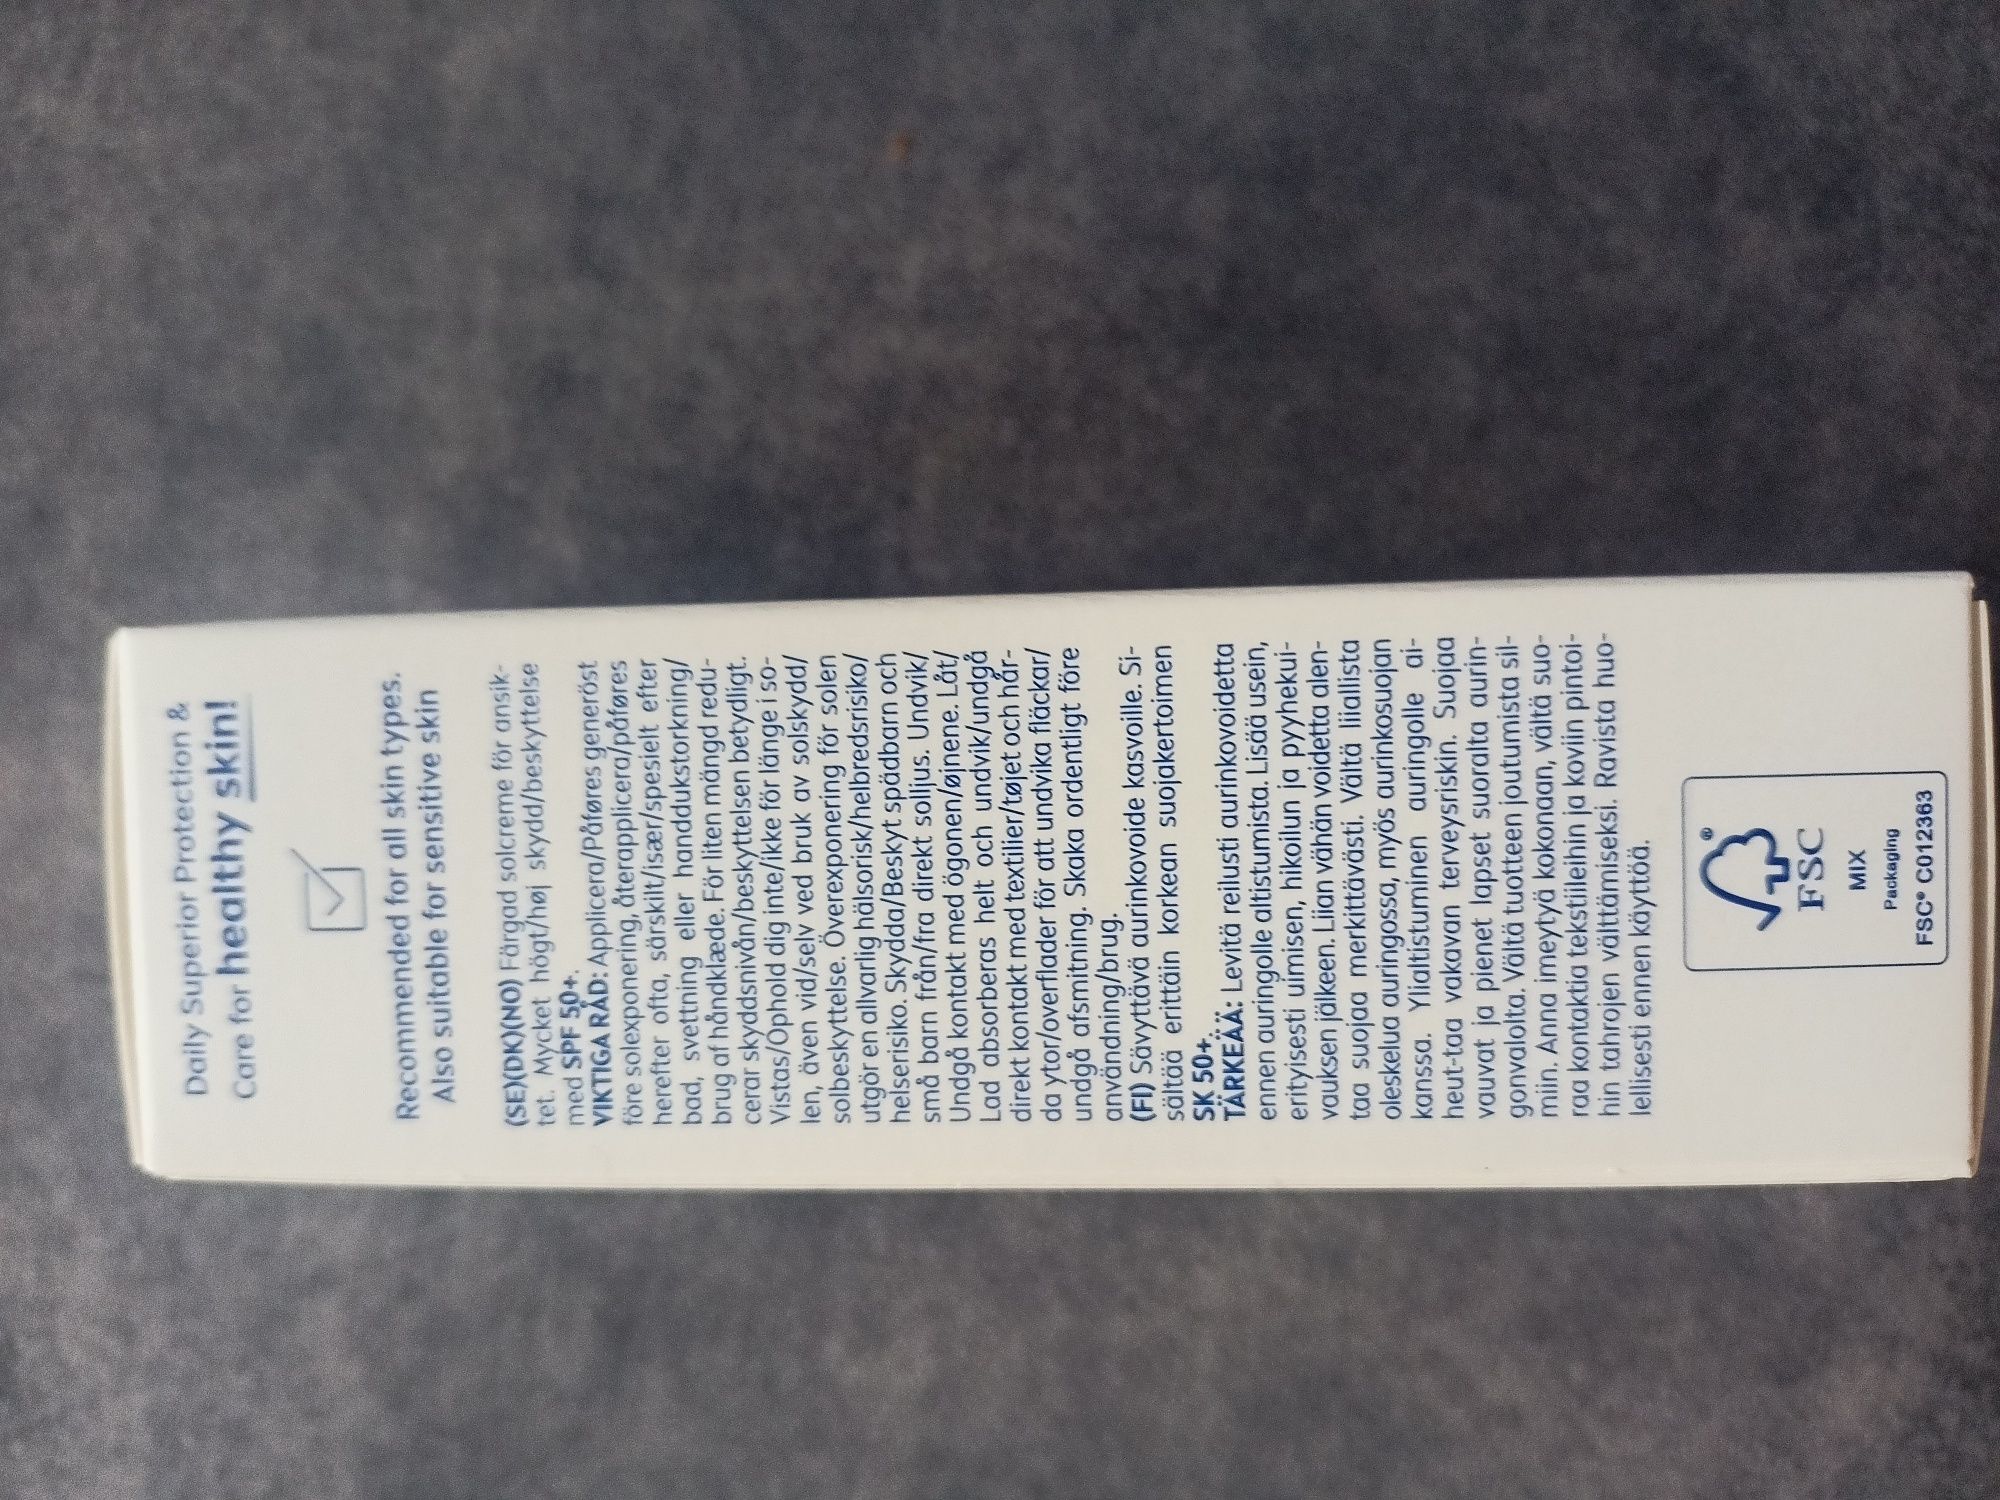 Daily Superior Protection &
Care for healthy skin!
Recommended for all skin types.
Also suitable for sensitive skin
(SE)(DK)(NO) Färgad solcreme för ansik-
tet. Mycket högt/høj skydd/beskyttelse
med SPF 50+.
VIKTIGA RÅD: Applicera/Påføres generöst
före solexponering, återapplicera/påføres
herefter ofta, särskilt/især/spesielt efter
bad, svettning eller handdukstorkning/
brug af håndklæde. För liten mängd redu-
cerar skyddsnivån/beskyttelsen betydligt.
Vistas/Ophold dig inte/ikke för länge i so-
len, även vid/selv ved bruk av solskydd/
solbeskyttelse. Överexponering för solen
utgör en allvarlig hälsorisk/helbredsrisiko/
helserisiko. Skydda/Beskyt spädbarn och
små barn från/fra direkt solljus. Undvik/
Undgå kontakt med ögonen/øjnene. Låt/
Lad absorberas helt och undvik/undgå
direkt kontakt med textilier/tøjet och hår-
da ytor/overflader för att undvika fläckar/
undgå afsmitning. Skaka ordentligt före
användning/brug.
(FI) Sävyttävä aurinkovoide kasvoille. Si-
sältää erittäin korkean suojakertoimen
SK 50+.
TÄRKEÄÄ: Levitä reilusti aurinkovoidetta
ennen auringolle altistumista. Lisää usein,
erityisesti uimisen, hikoilun ja pyyhekui-
vauksen jälkeen. Liian vähän voidetta alen-
taa suojaa merkittävästi. Vältä liiallista
oleskelua auringossa, myös aurinkosuojan
kanssa. Ylialtistuminen auringolle ai-
heut-taa vakavan terveysriskin. Suojaa
vauvat ja pienet lapset suoralta aurin-
gonvalolta. Vältä tuotteen joutumista sil-
miin. Anna imeytyä kokonaan, vältä suo-
raa kontaktia tekstiileihin ja koviin pintoi-
hin tahrojen välttämiseksi. Ravista huo-
lellisesti ennen käyttöä.
®
FSC
MIX
Packaging
FSC® C012363